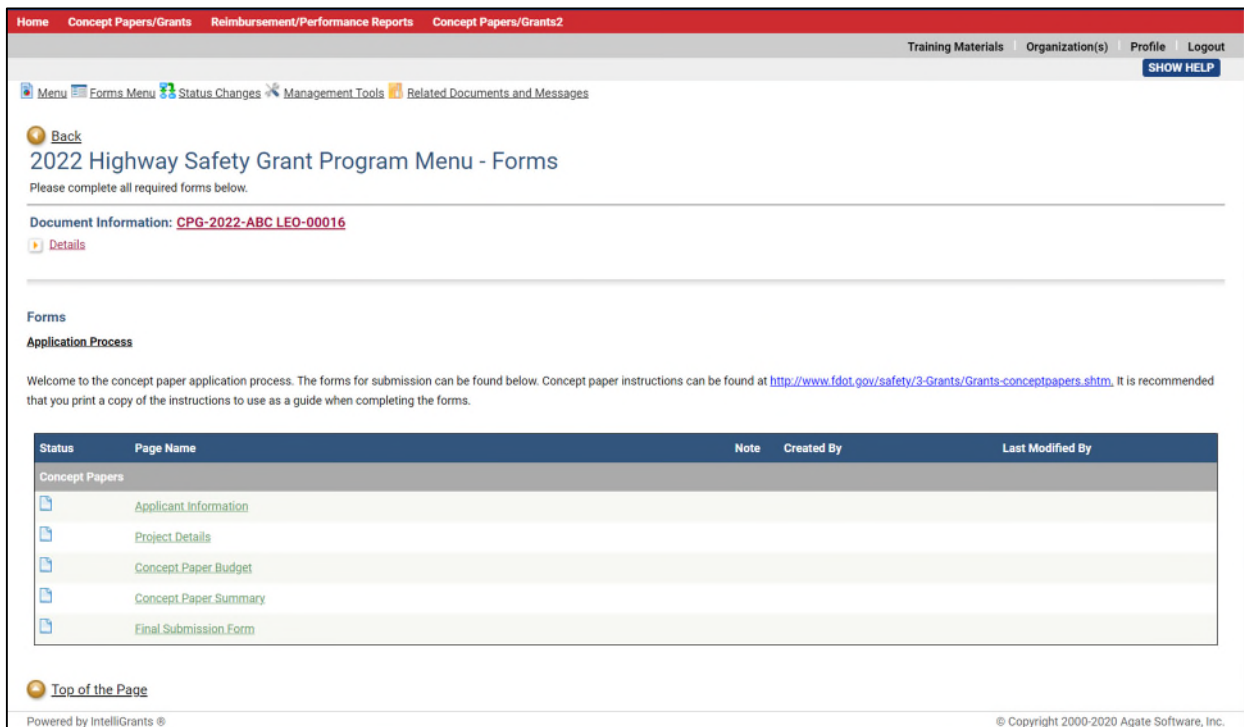 Home Concept Papers/Grants Reimbursement/Performance Reports Concept Papers/Grants2
Training Materials Organization(s) Profile Logout
SHOW HELP
Menu Forms Menu Status Changes Management Tools Related Documents and Messages
Back
2022 Highway Safety Grant Program Menu - Forms
Please complete all required forms below.
Document Information: CPG-2022-ABC LEO-00016
Details
Forms
Application Process
Welcome to the concept paper application process. The forms for submission can be found below. Concept paper instructions can be found at http://www.fdot.gov/safety/3-Grants/Grants-conceptpapers.shtm. It is recommended
that you print a copy of the instructions to use as a guide when completing the forms.
Status Page Name Note Created By Last Modified By
Concept Papers
Applicant Information
Project Details
Concept Paper Budget
Concept Paper Summary
Final Submission Form
Top of the Page
Powered by IntelliGrants ® © Copyright 2000-2020 Agate Software, Inc.